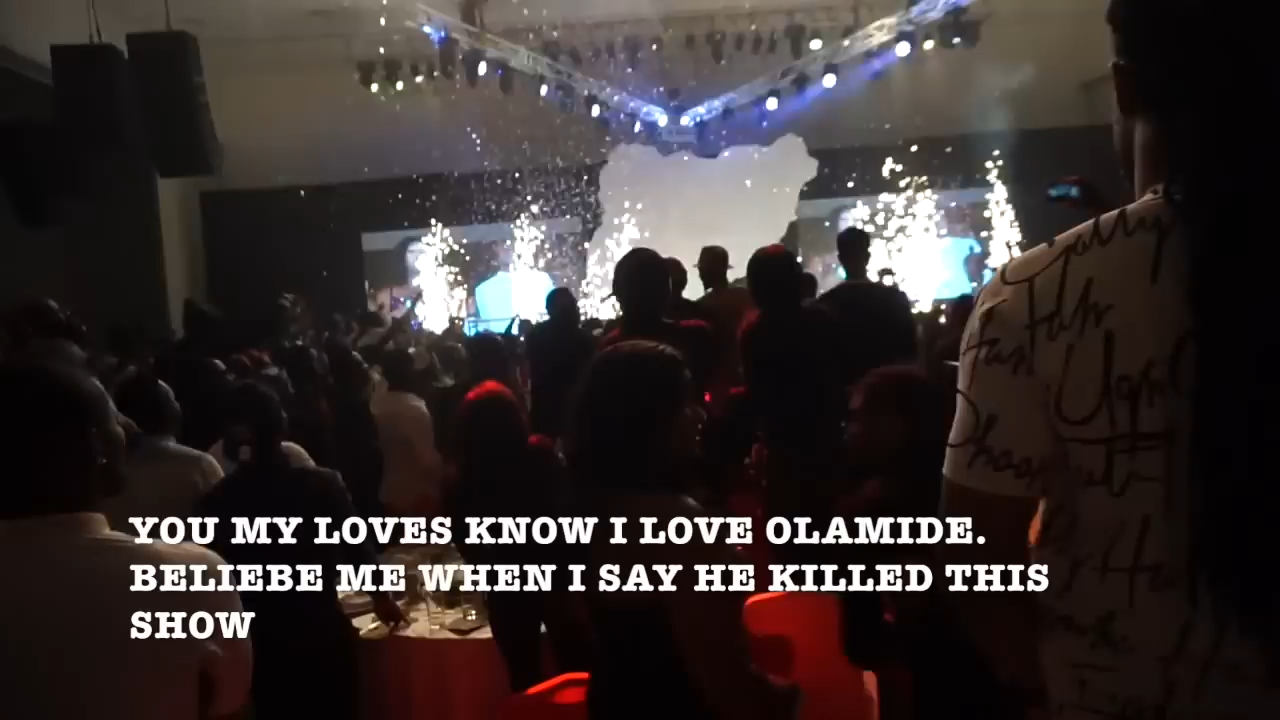 YOU MY LOVES KNOW I LOVE OLAMIDE.
BELIEBE ME WHEN I SAY HE KILLED THIS
SHOW